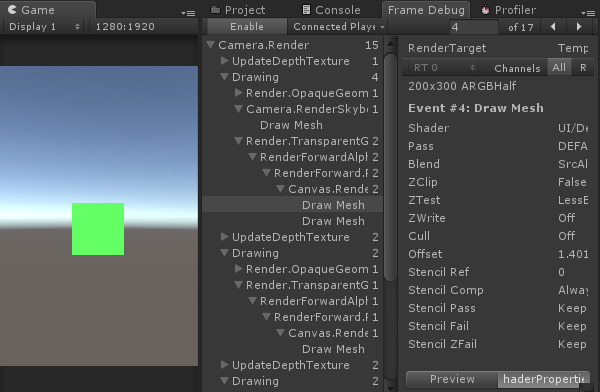 Game
Display 1
1280:1920
Project
Console
Frame Debug
Profiler
Enable
Connected Playe
4
of 17
Camera.Render 15
UpdateDepthTexture 1
Drawing 4
Render.OpaqueGeom 1
Camera.RenderSkybo 1
Draw Mesh
Render.TransparentG 2
RenderForwardAlph 2
RenderForward.F 2
Canvas.Rende 2
Draw Mesh
Draw Mesh
UpdateDepthTexture 2
Drawing 2
Render.OpaqueGeom 1
Render.TransparentG 1
RenderForwardAlph 1
RenderForward.F 1
Canvas.Rende 1
Draw Mesh
UpdateDepthTexture 2
Drawing 1
RenderTarget Temp
RT 0 Channels All R
200x300 ARGBHalf
Event #4: Draw Mesh
Shader UI/De
Pass DEFA
Blend SrcAl
ZClip False
ZTest LessE
ZWrite Off
Cull Off
Offset 1.401
Stencil Ref 0
Stencil Comp Alway
Stencil Pass Keep
Stencil Fail Keep
Stencil ZFail Keep
Preview haderPropertie